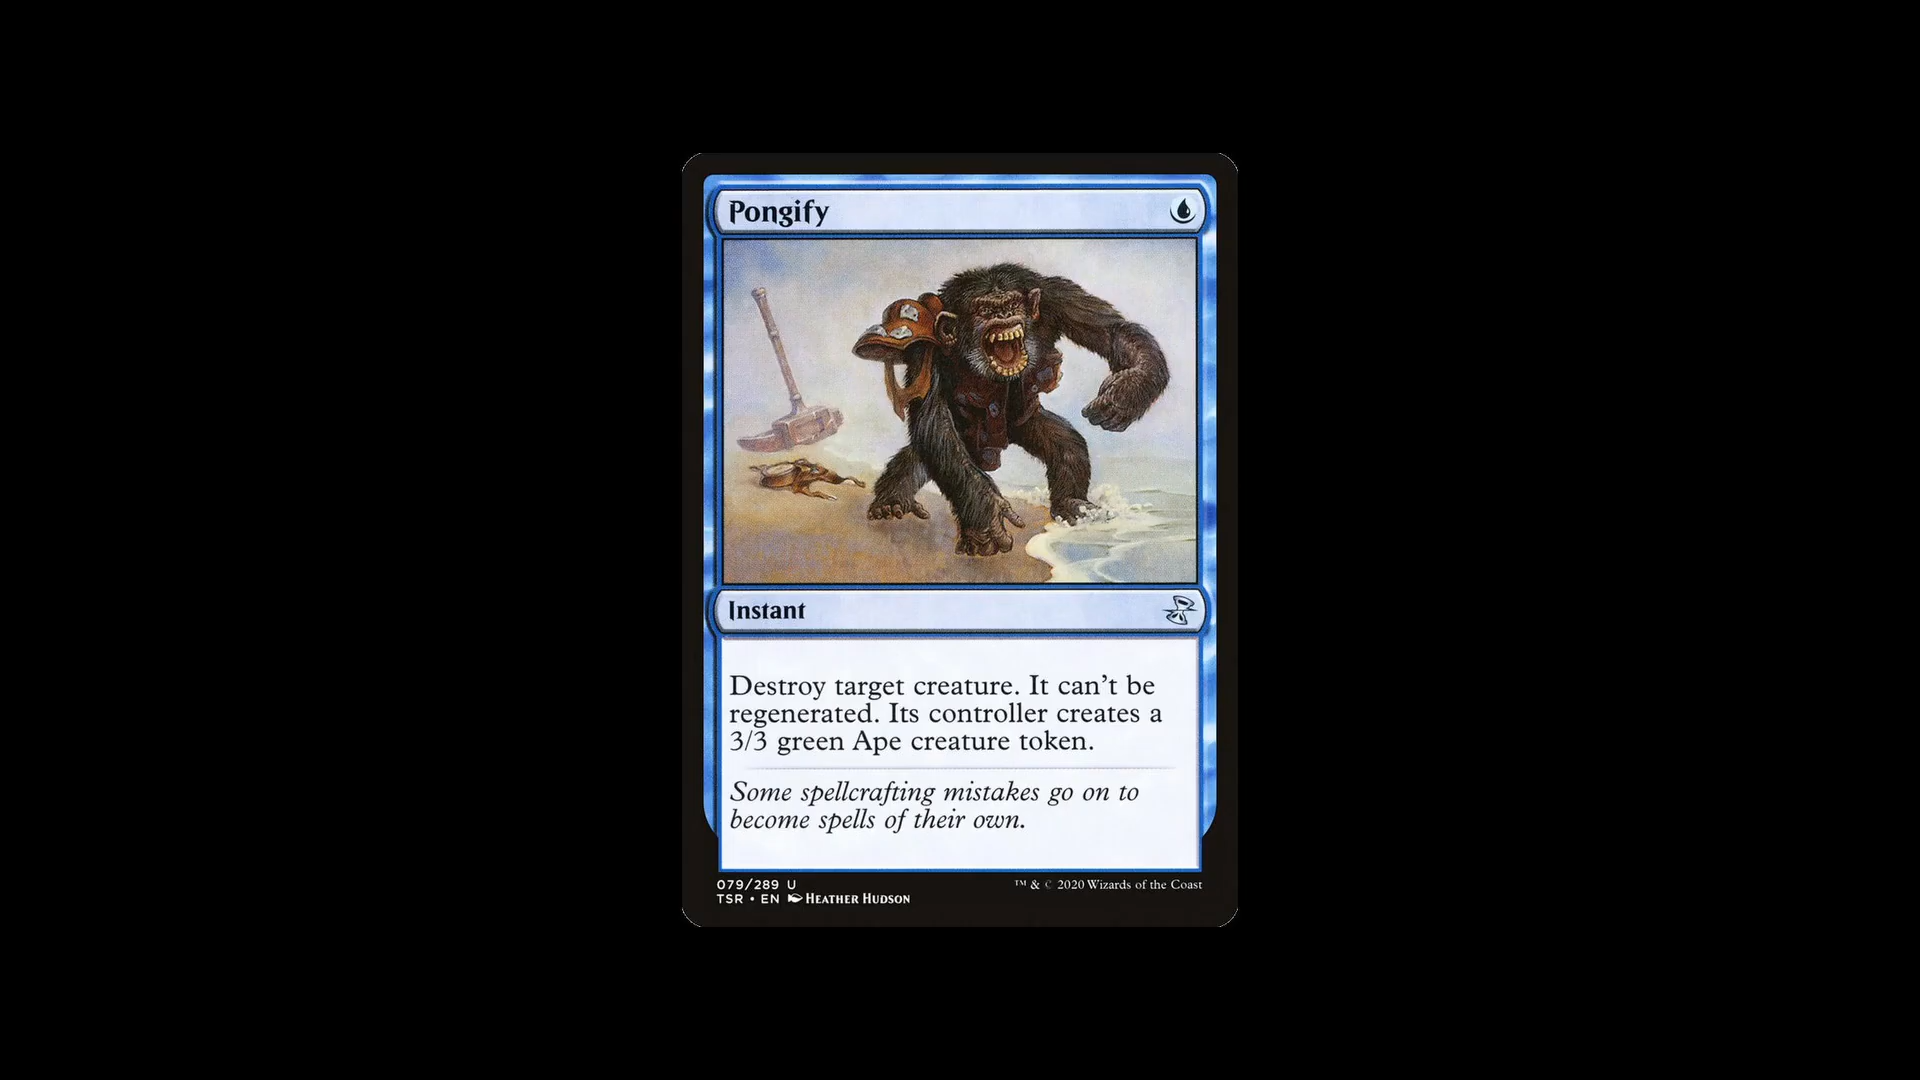 Pongify
Instant
Destroy target creature. It can't be
regenerated. Its controller creates a
3/3 green Ape creature token.
Some spellcrafting mistakes go on to
become spells of their own.
079/289 U
TSR • EN HEATHER HUDSON
™ & © 2020 Wizards of the Coast